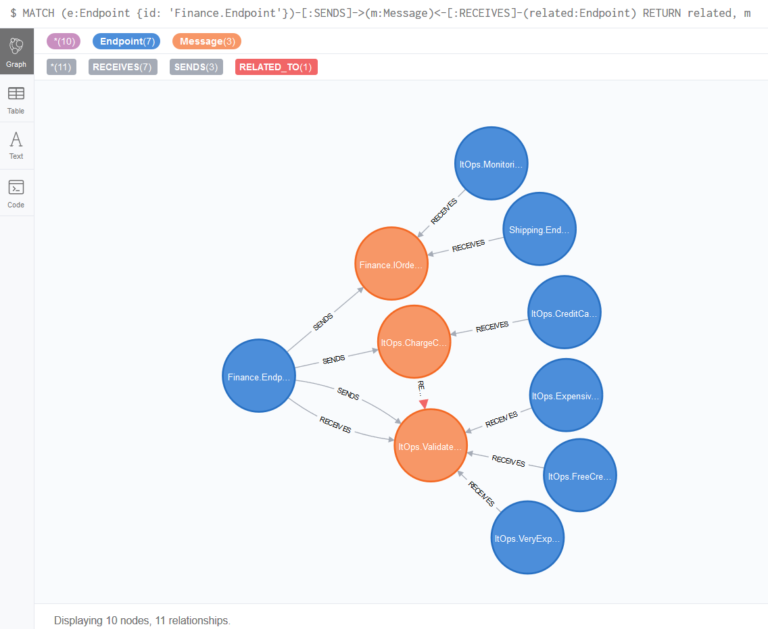 $ MATCH (e:Endpoint {id: 'Finance.Endpoint'})-[:SENDS]->(m:Message)<-[:RECEIVES]-(related:Endpoint) RETURN related, m
Graph
*(10) Endpoint(7) Message(3)
*(11) RECEIVES(7) SENDS(3) RELATED_TO(1)
Table
Text
Code
ItOps.Monitori...
RECEIVES
Shipping.End...
RECEIVES
Finance.IOrde...
SENDS
ItOps.CreditCa...
RECEIVES
ItOps.ChargeC...
SENDS
Finance.Endp...
RE...
SENDS
ItOps.Expensiv...
RECEIVES
RECEIVES
ItOps.Validate...
RECEIVES
ItOps.FreeCre...
RECEIVES
ItOps.VeryExp...
Displaying 10 nodes, 11 relationships.